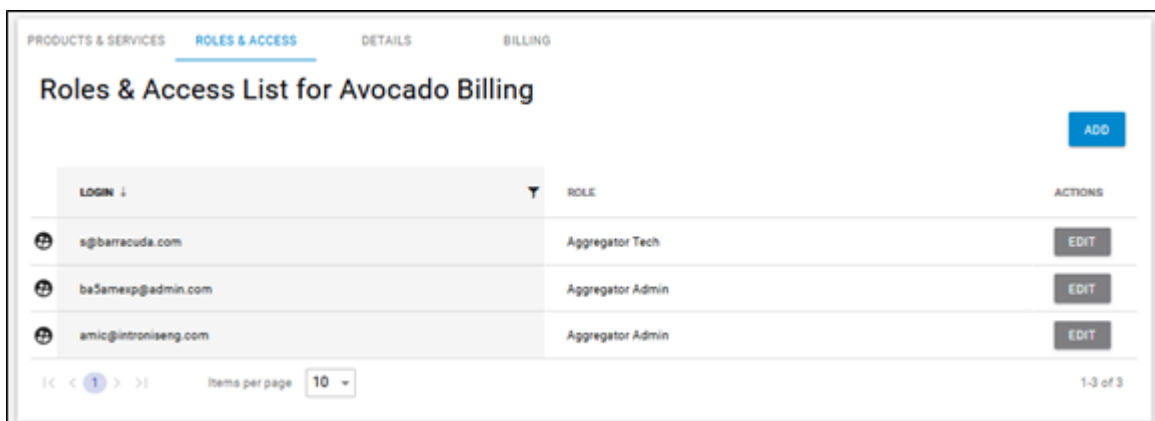 PRODUCTS & SERVICES ROLES & ACCESS DETAILS BILLING
Roles & Access List for Avocado Billing
ADD
LOGIN ↓ ROLE ACTIONS
s@barracuda.com Aggregator Tech EDIT
ba5amexp@admin.com Aggregator Admin EDIT
amic@introniseng.com Aggregator Admin EDIT
|< < 1 > >| Items per page 10 1-3 of 3